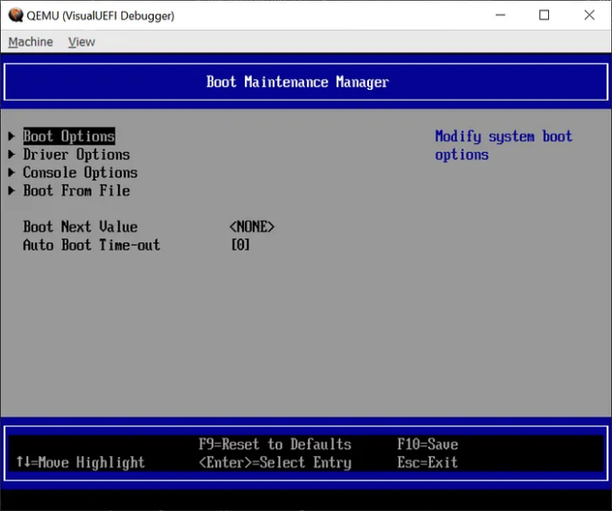 QEMU (VisualUEFI Debugger)
Machine View
Boot Maintenance Manager
Boot Options
Modify system boot options
Driver Options
Console Options
Boot From File
Boot Next Value <NONE>
Auto Boot Time-out [0]
F9=Reset to Defaults F10=Save
↑↓=Move Highlight <Enter>=Select Entry Esc=Exit